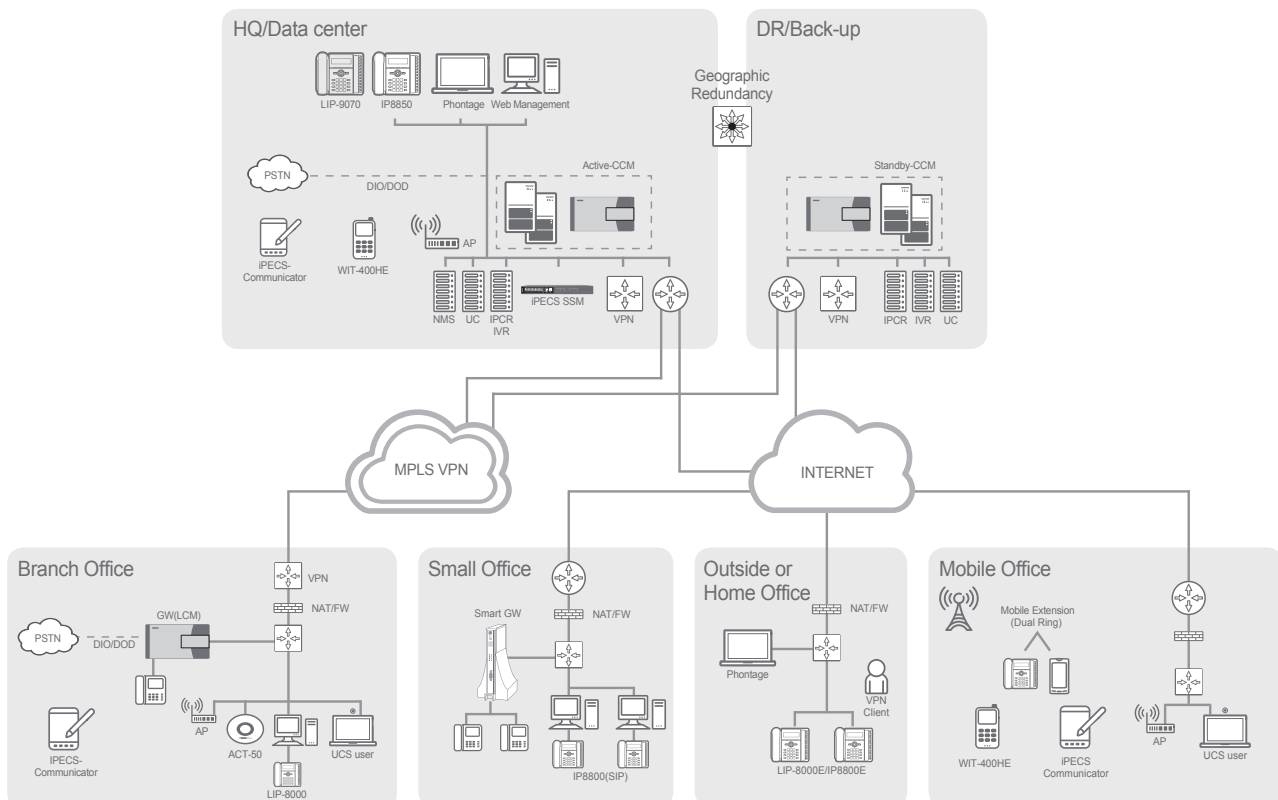 HQ/Data center
DR/Back-up
Geographic
Redundancy
LIP-9070
IP8850
Phontage
Web Management
Active-CCM
Standby-CCM
PSTN
DIO/DOD
AP
iPECS-
Communicator
WIT-400HE
NMS
UC
IPCR
IVR
iPECS SSM
VPN
VPN
IPCR
IVR
UC
MPLS VPN
INTERNET
Branch Office
VPN
NAT/FW
GW(LCM)
PSTN
DIO/DOD
AP
ACT-50
UCS user
IPECS-
Communicator
LIP-8000
Small Office
Smart GW
NAT/FW
IP8800(SIP)
Outside or
Home Office
NAT/FW
Phontage
VPN
Client
LIP-8000E/IP8800E
Mobile Office
Mobile Extension
(Dual Ring)
WIT-400HE
iPECS
Communicator
AP
UCS user